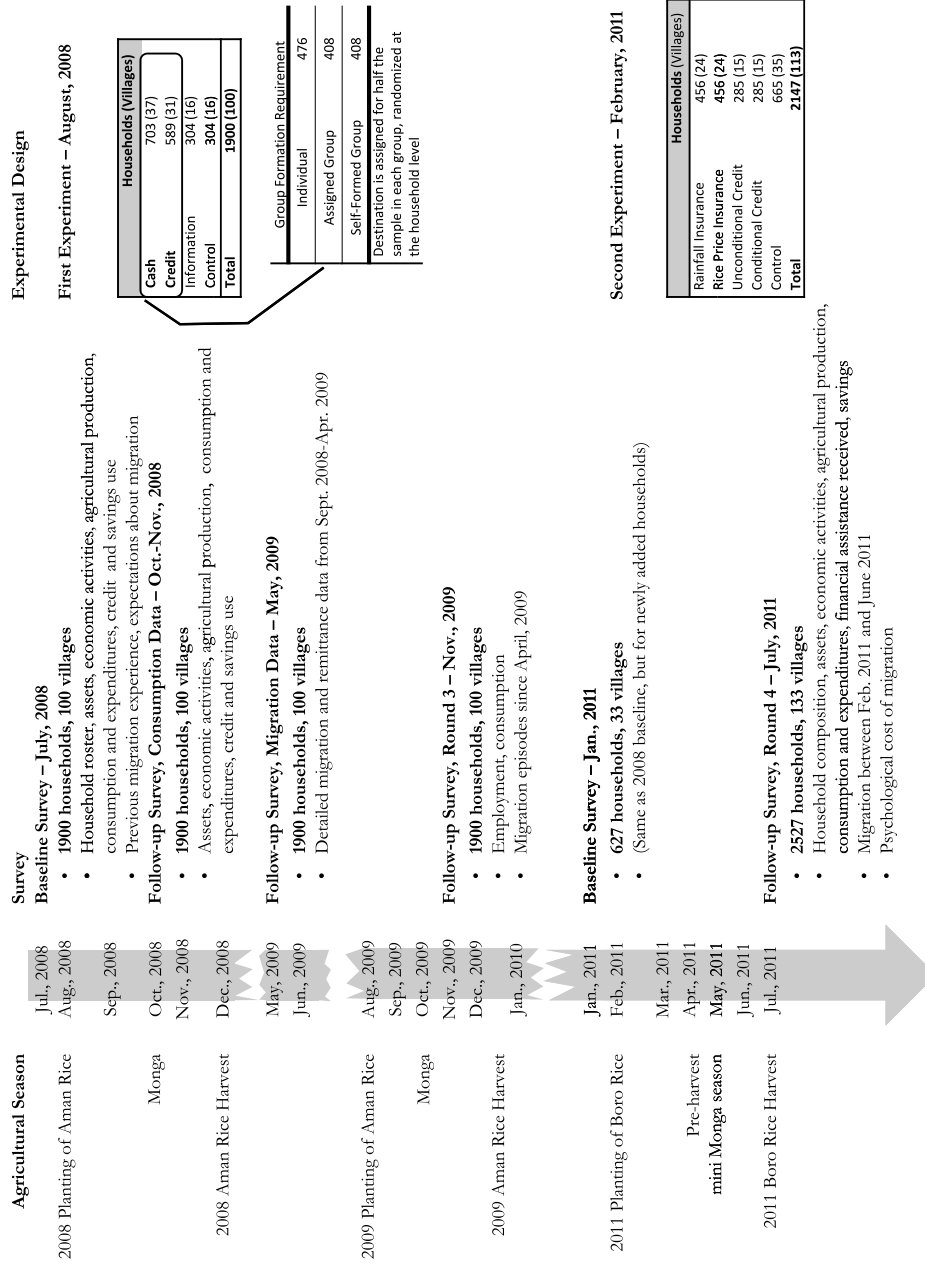 Agricultural Season
2008 Planting of Aman Rice
Monga
2008 Aman Rice Harvest
2009 Planting of Aman Rice
Monga
2009 Aman Rice Harvest
2011 Planting of Boro Rice
Pre-harvest
mini Monga season
2011 Boro Rice Harvest
Jul., 2008
Aug., 2008
Sep., 2008
Oct., 2008
Nov., 2008
Dec., 2008
May, 2009
Jun., 2009
Aug., 2009
Sep., 2009
Oct., 2009
Nov., 2009
Dec., 2009
Jan., 2010
Jan., 2011
Feb., 2011
Mar., 2011
Apr., 2011
May, 2011
Jun., 2011
Jul., 2011
Survey
Baseline Survey – July, 2008
• 1900 households, 100 villages
• Household roster, assets, economic activities, agricultural production,
consumption and expenditures, credit and savings use
• Previous migration experience, expectations about migration
Follow-up Survey, Consumption Data – Oct.-Nov., 2008
• 1900 households, 100 villages
• Assets, economic activities, agricultural production, consumption and
expenditures, credit and savings use
Follow-up Survey, Migration Data – May, 2009
• 1900 households, 100 villages
• Detailed migration and remittance data from Sept. 2008-Apr. 2009
Follow-up Survey, Round 3 – Nov., 2009
• 1900 households, 100 villages
• Employment, consumption
• Migration episodes since April, 2009
Baseline Survey – Jan., 2011
• 627 households, 33 villages
• (Same as 2008 baseline, but for newly added households)
Follow-up Survey, Round 4 – July, 2011
• 2527 households, 133 villages
• Household composition, assets, economic activities, agricultural production,
consumption and expenditures, financial assistance received, savings
• Migration between Feb. 2011 and June 2011
• Psychological cost of migration
Experimental Design
First Experiment – August, 2008
Households (Villages)
Cash 703 (37)
Credit 589 (31)
Information 304 (16)
Control 304 (16)
Total 1900 (100)
Group Formation Requirement
Individual 476
Assigned Group 408
Self-Formed Group 408
Destination is assigned for half the
sample in each group, randomized at
the household level
Second Experiment – February, 2011
Households (Villages)
Rainfall Insurance 456 (24)
Rice Price Insurance 456 (24)
Unconditional Credit 285 (15)
Conditional Credit 285 (15)
Control 665 (35)
Total 2147 (113)